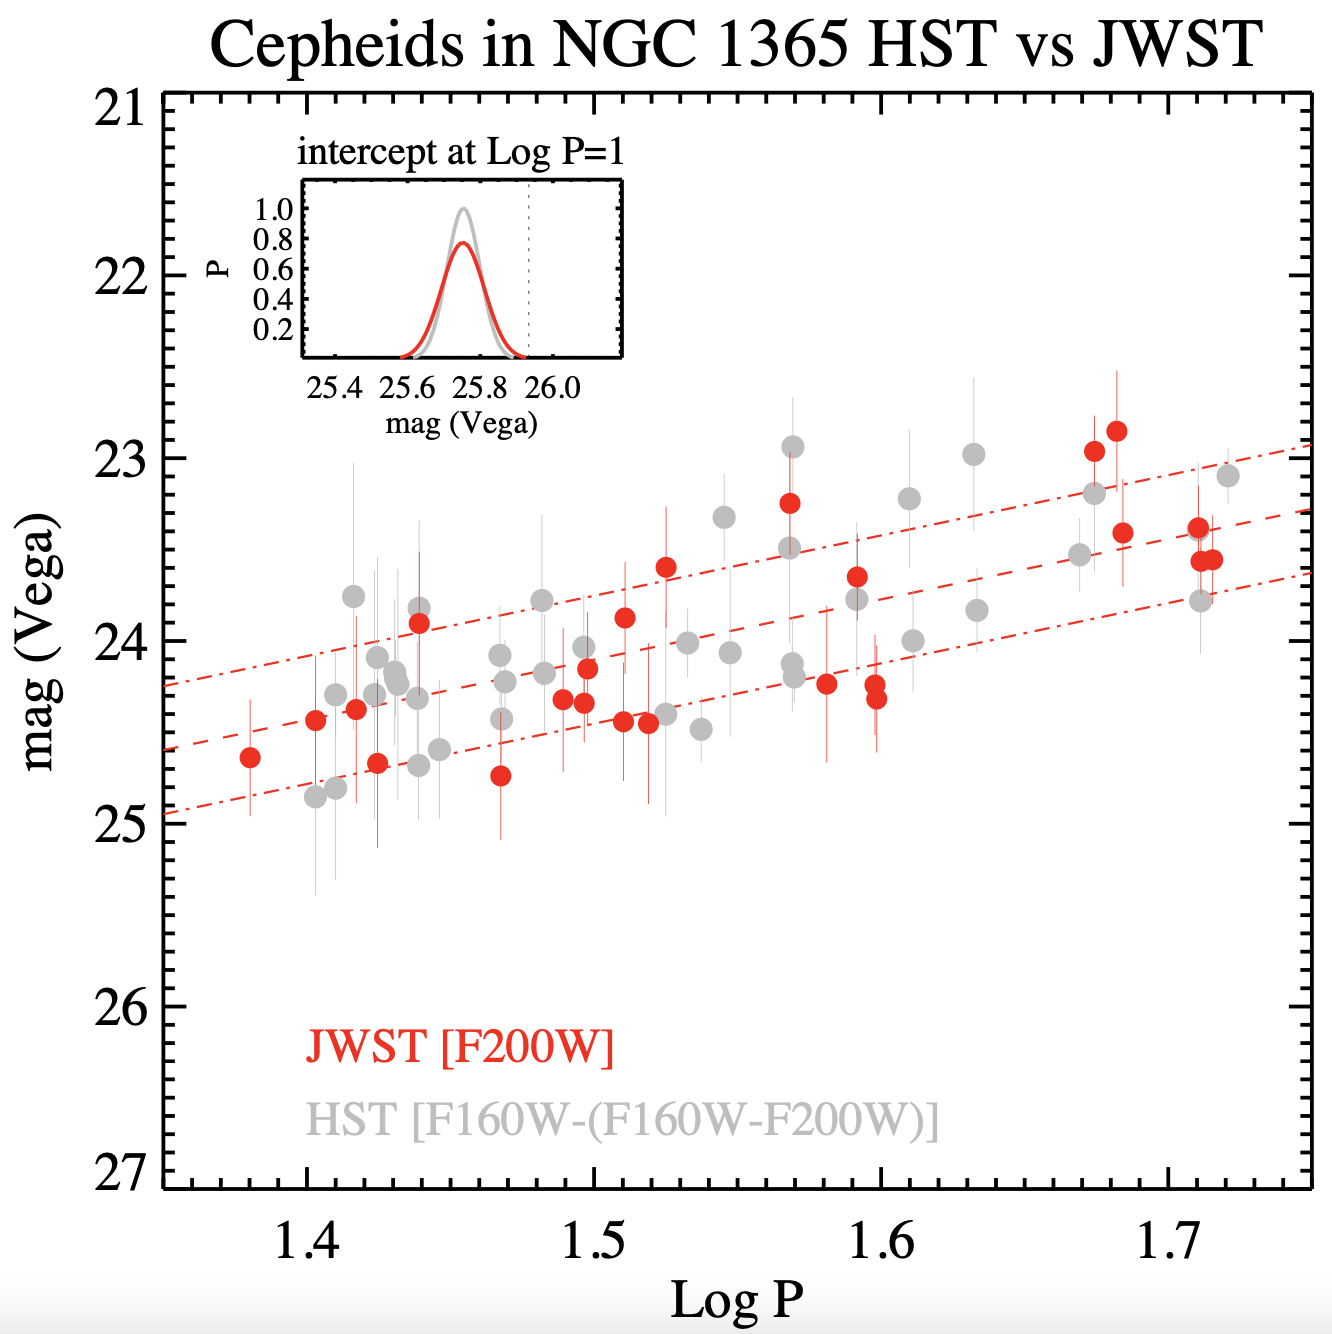 Cepheids in NGC 1365 HST vs JWST
21
22
23
24
25
26
27
mag (Vega)
intercept at Log P=1
1.0
0.8
0.6
0.4
0.2
P
25.4 25.6 25.8 26.0
mag (Vega)
JWST [F200W]
HST [F160W-(F160W-F200W)]
1.4 1.5 1.6 1.7
Log P